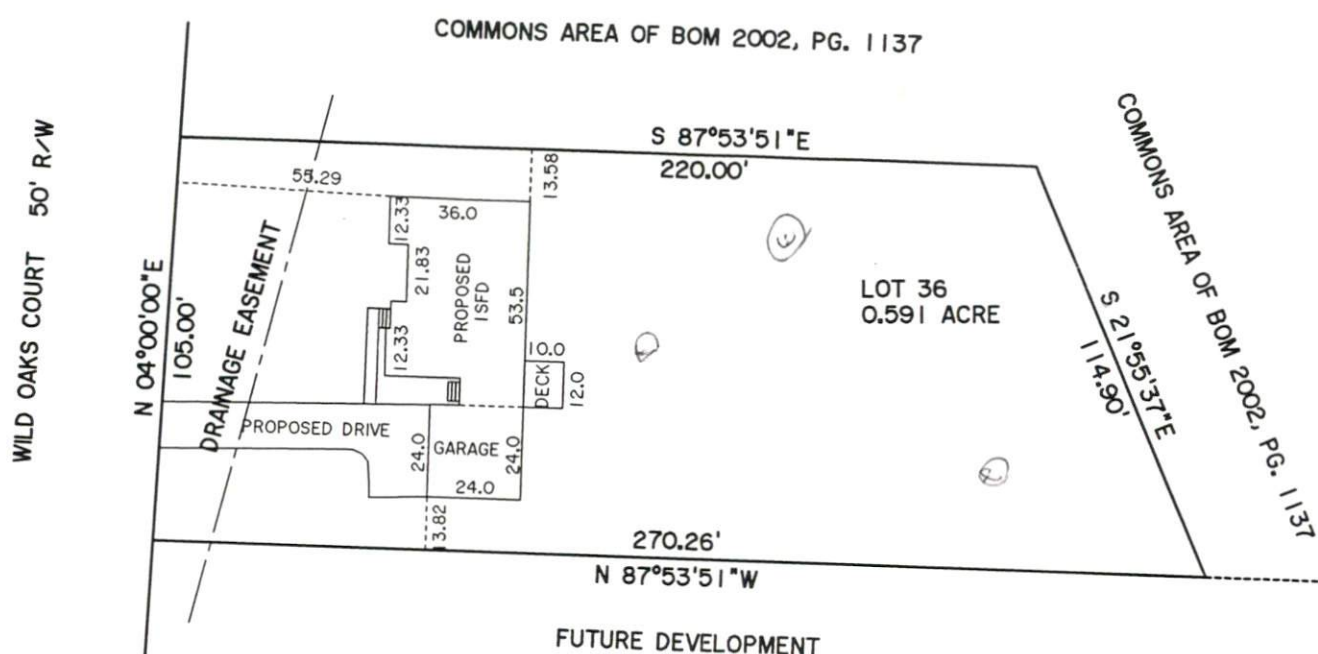 COMMONS AREA OF BOM 2002, PG. 1137
WILD OAKS COURT 50' R/W
S 87°53'51"E
220.00'
COMMONS AREA OF BOM 2002, PG. 1137
55.29
13.58
12.33
36.0
21.83
PROPOSED
1SFD
53.5
12.33
N 04°00'00"E
105.00'
DRAINAGE EASEMENT
LOT 36
0.591 ACRE
S 21°55'37"E
114.90'
10.0
DECK
12.0
PROPOSED DRIVE
24.0
GARAGE
24.0
24.0
13.82
270.26'
N 87°53'51"W
FUTURE DEVELOPMENT